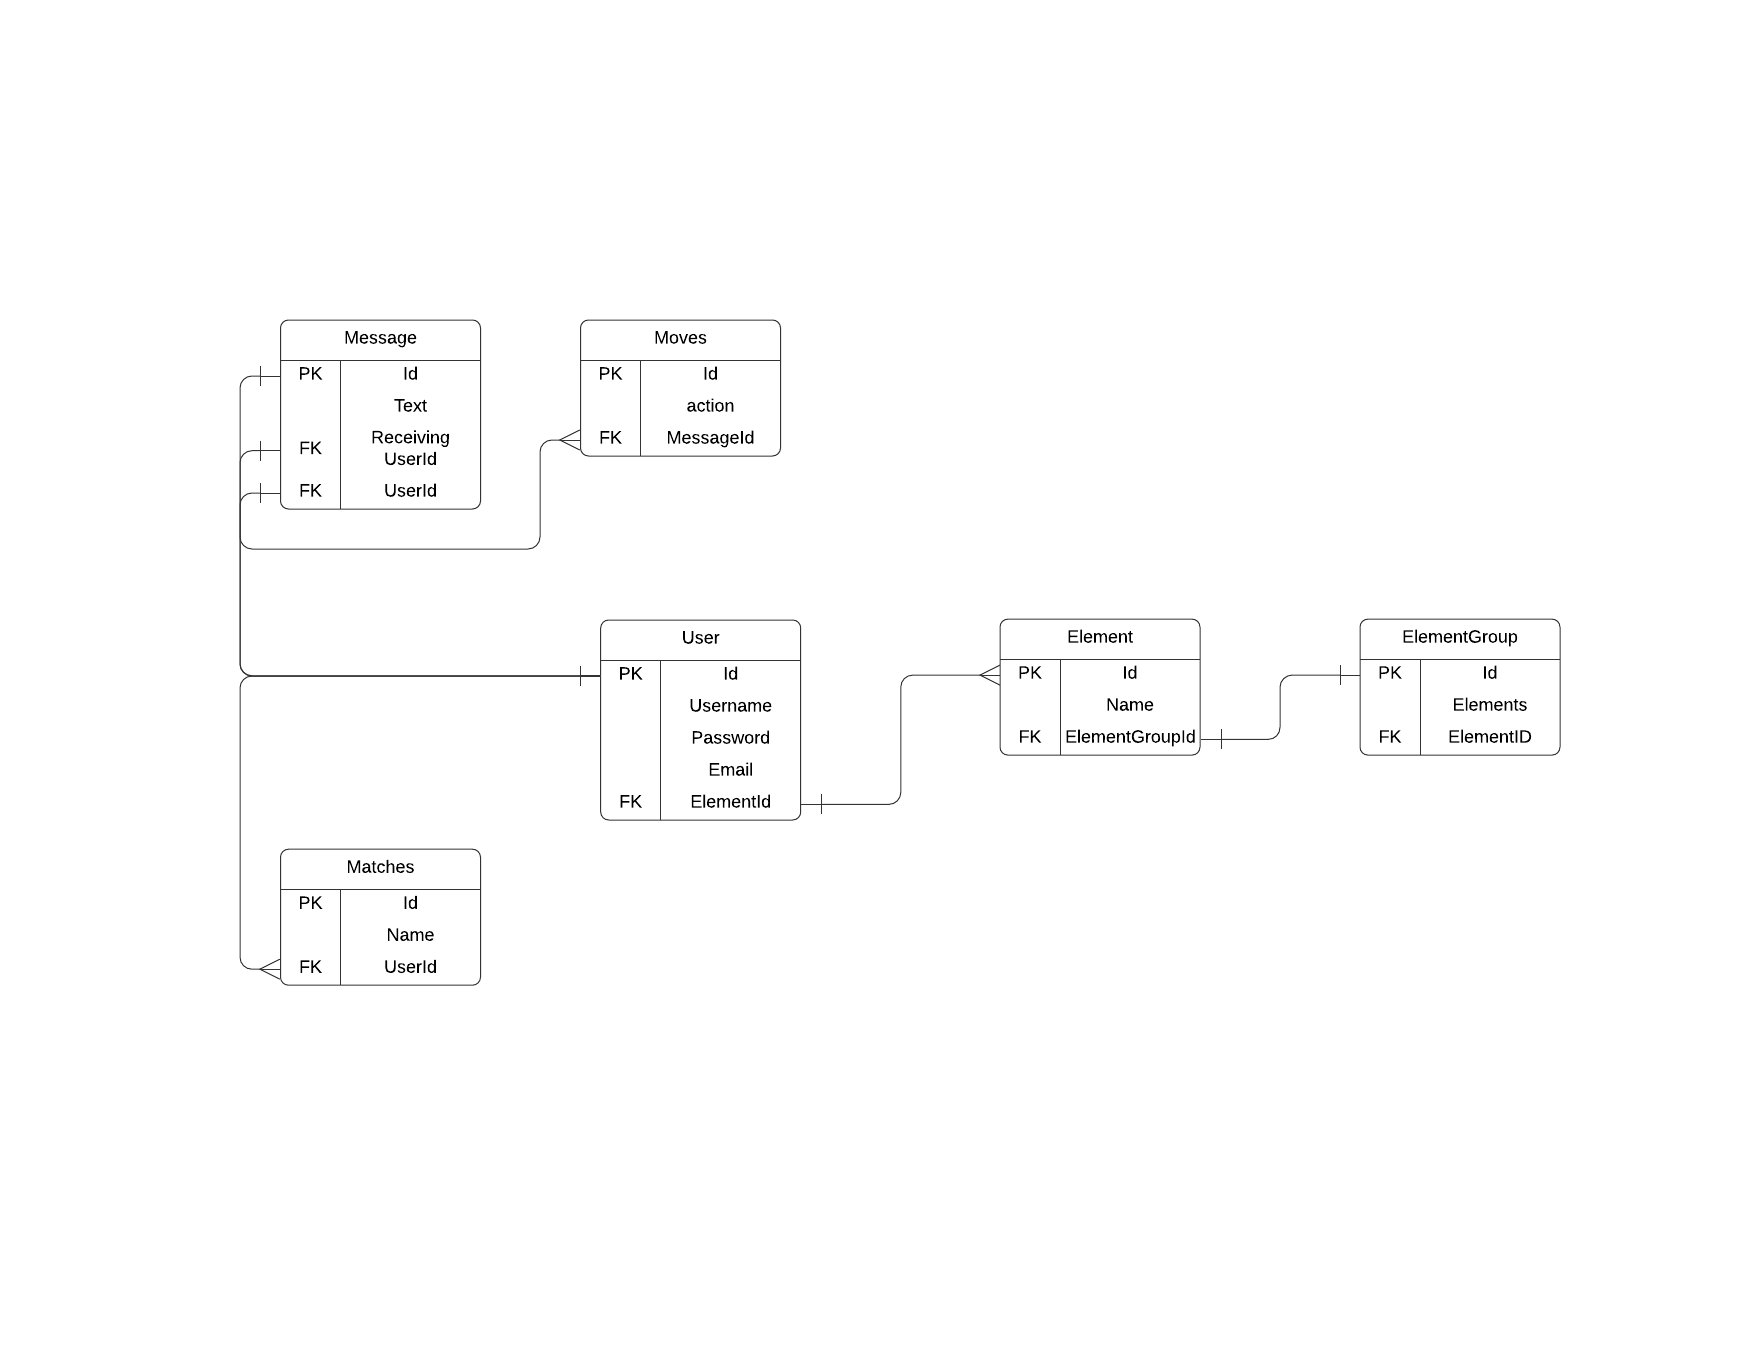 Message
PK Id
Text
FK Receiving
UserId
FK UserId
Moves
PK Id
action
FK MessageId
User
PK Id
Username
Password
Email
FK ElementId
Element
PK Id
Name
FK ElementGroupId
ElementGroup
PK Id
Elements
FK ElementID
Matches
PK Id
Name
FK UserId